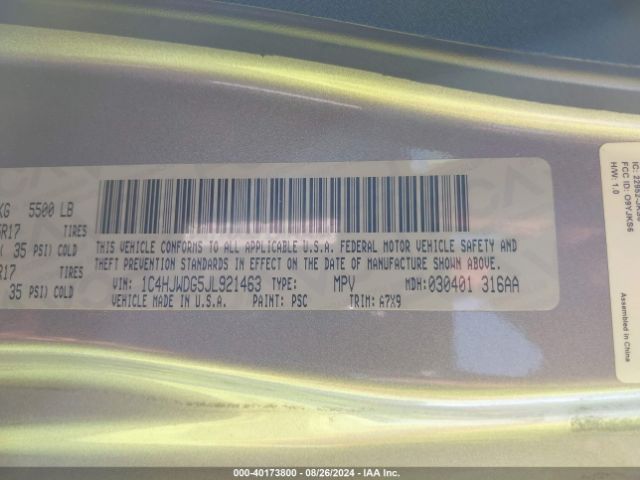 KG 5500 LB
R17 TIRES
( 35 PSI) COLD
R17 TIRES
35 PSI) COLD
THIS VEHICLE CONFORMS TO ALL APPLICABLE U.S.A. FEDERAL MOTOR VEHICLE SAFETY AND
THEFT PREVENTION STANDARDS IN EFFECT ON THE DATE OF MANUFACTURE SHOWN ABOVE.
VIN: 1C4HJWDG5JL921463 TYPE: MPV MDH: 030401 316AA
VEHICLE MADE IN U.S.A. PAINT: PSC TRIM: A7X9
FCC ID: O9YJKS6
H/W: 1.0
Assembled in China
000-40173800 - 08/26/2024 - IAA Inc.